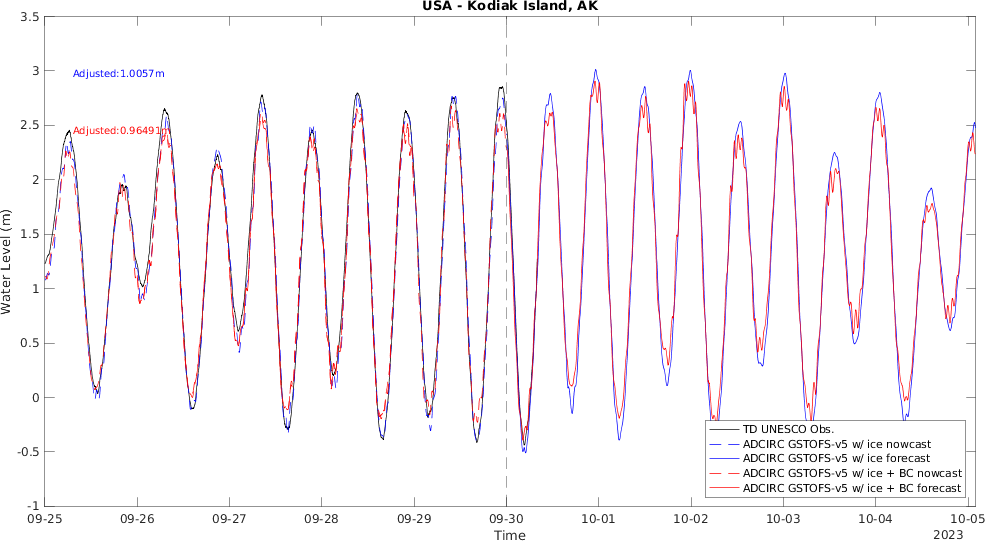 USA - Kodiak Island, AK
3.5
3
2.5
2
1.5
1
0.5
0
-0.5
-1
Water Level (m)
Adjusted:1.0057m
Adjusted:0.96491m
TD UNESCO Obs.
ADCIRC GSTOFS-v5 w/ ice nowcast
ADCIRC GSTOFS-v5 w/ ice forecast
ADCIRC GSTOFS-v5 w/ ice + BC nowcast
ADCIRC GSTOFS-v5 w/ ice + BC forecast
09-25 09-26 09-27 09-28 09-29 09-30 10-01 10-02 10-03 10-04 10-05
Time
2023